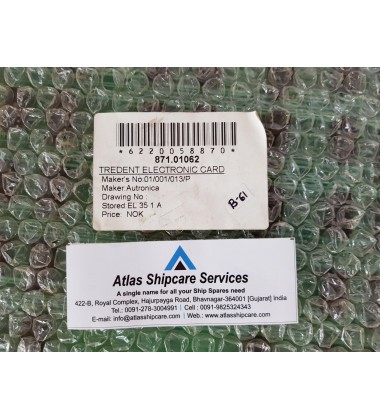 *6220058870*
871.01062
TREDENT ELECTRONIC CARD
Maker's No.01/001/013/P
Maker Autronica
Drawing No
Stored EL 35 1 A
Price: NOK
B-61
Atlas Shipcare Services
A single name for all your Ship Spares need
422-B, Royal Complex, Hajurpayga Road, Bhavnagar-364001 [Gujarat] India
Tel.: 0091-278-3004991 | Cell : 0091-9825324343
E-mail: info@atlasshipcare.com | Web.: www.atlasshipcare.com